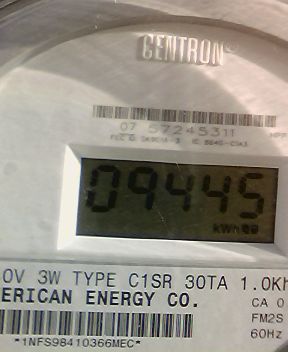 CENTRON®
07 57245311
09445
kWh
0V 3W TYPE C1SR 30TA 1.0Kh
ERICAN ENERGY CO.
CA 0
FM2S
60Hz
*1NFS98410366MEC*